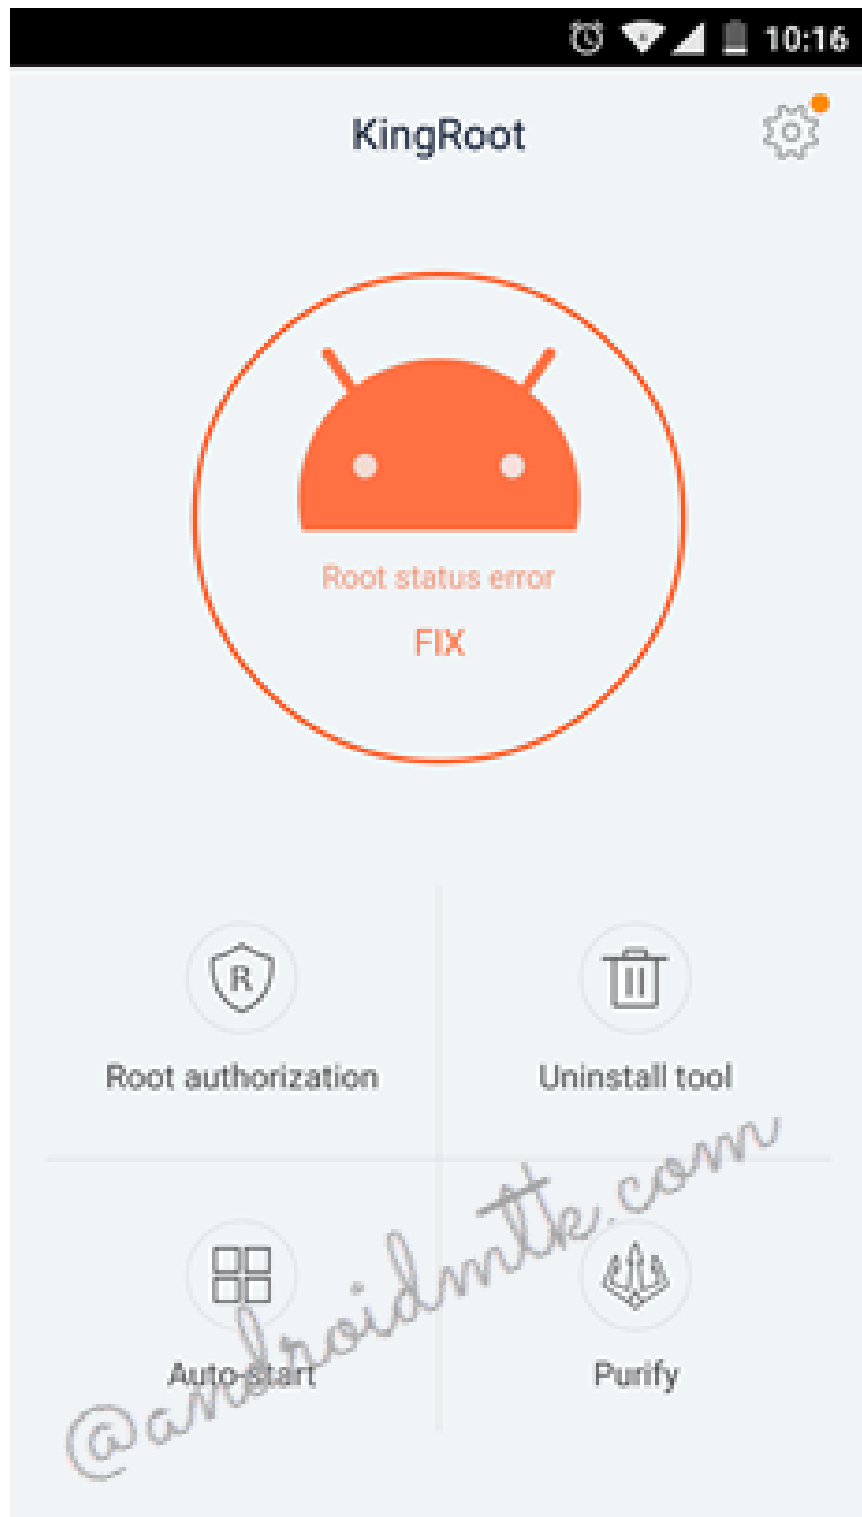 10:16
KingRoot
Root status error
FIX
R
Root authorization
Uninstall tool
Auto-start
Purify
@androidmtk.com